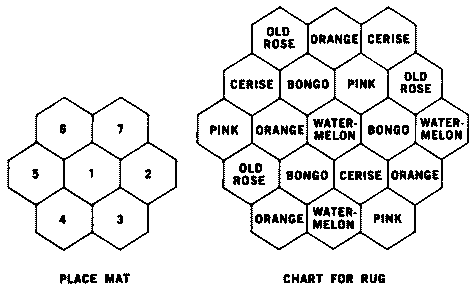 OLD ROSE ORANGE CERISE
CERISE BONGO PINK OLD ROSE
PINK ORANGE WATER-MELON BONGO WATER-MELON
OLD ROSE BONGO CERISE ORANGE
ORANGE WATER-MELON PINK
6 7
5 1 2
4 3
PLACE MAT
CHART FOR RUG